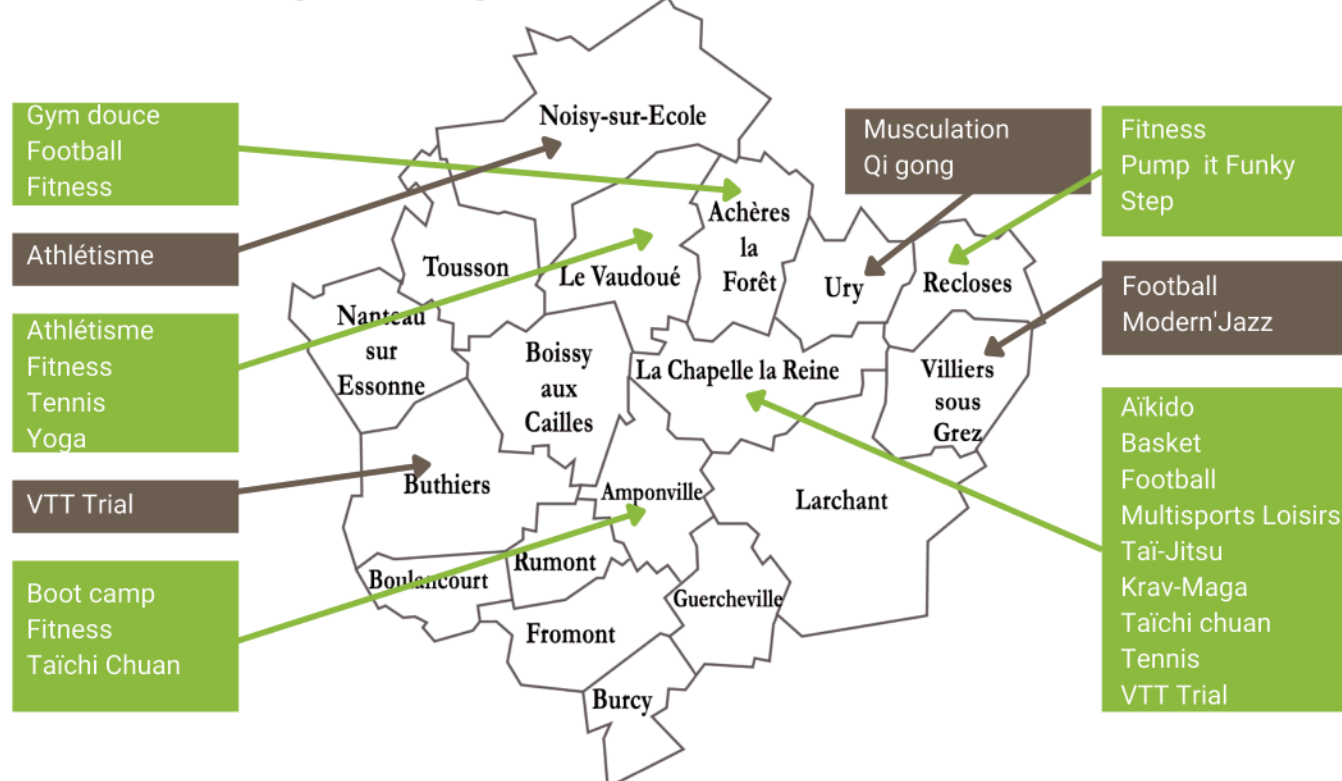 Gym douce
Football
Fitness
Athlétisme
Athlétisme
Fitness
Tennis
Yoga
VTT Trial
Boot camp
Fitness
Taïchi Chuan
Noisy-sur-Ecole
Achères
la
Forêt
Tousson
Le Vaudoué
Ury
Recloses
Nanteau
sur
Essonne
Boissy
aux
Cailles
La Chapelle la Reine
Villiers
sous
Grez
Buthiers
Amponville
Larchant
Rumont
Boulancourt
Guercheville
Fromont
Burcy
Musculation
Qi gong
Fitness
Pump it Funky
Step
Football
Modern'Jazz
Aïkido
Basket
Football
Multisports Loisirs
Taï-Jitsu
Krav-Maga
Taïchi chuan
Tennis
VTT Trial